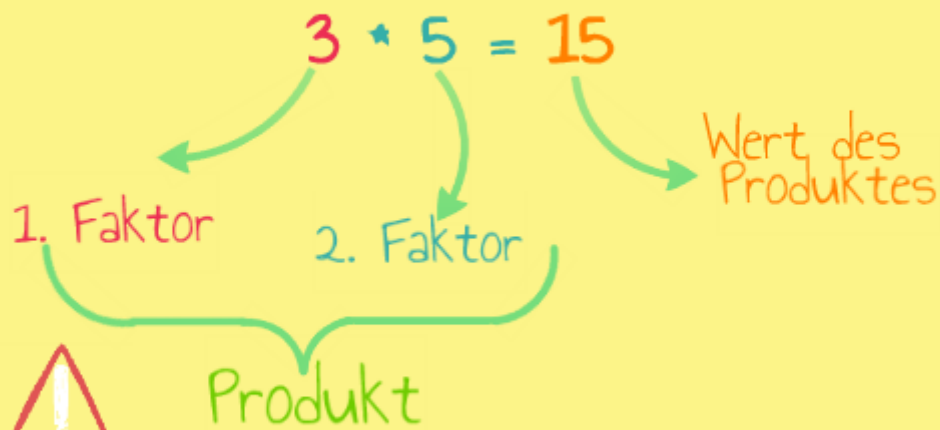 3 * 5 = 15
Wert des
Produktes
1. Faktor
2. Faktor
Produkt
!